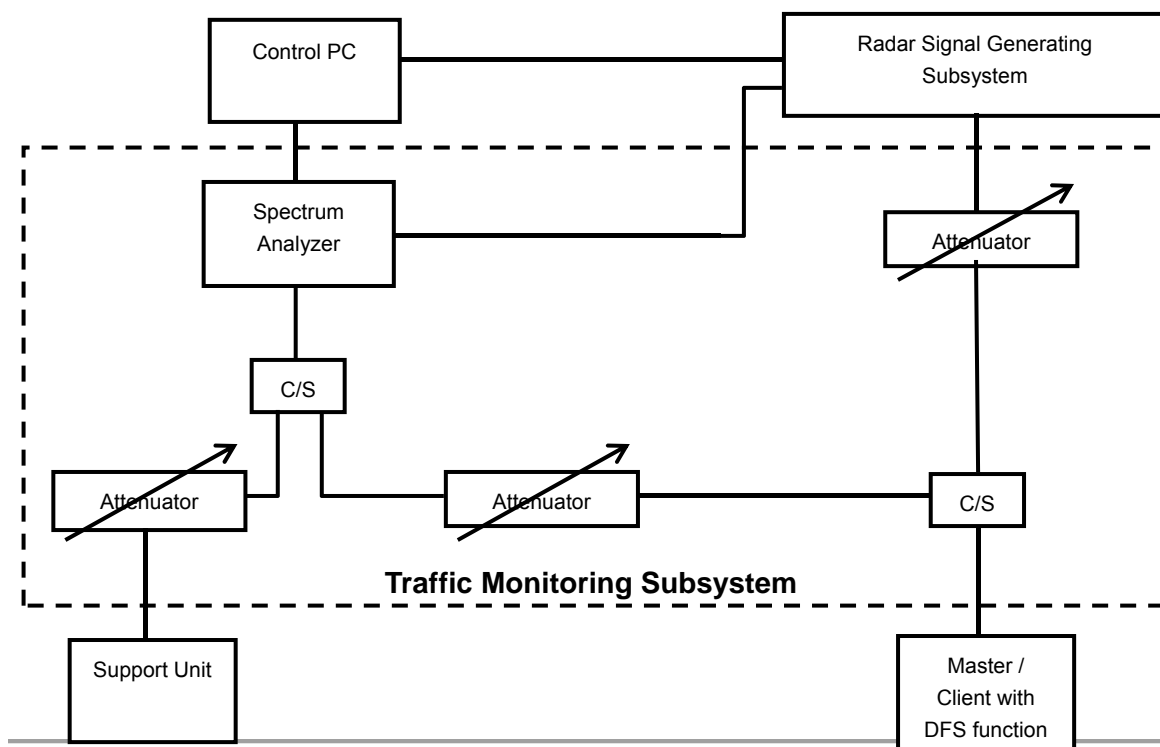 Control PC
Radar Signal Generating
Subsystem
Spectrum
Analyzer
Attenuator
C/S
Attenuator
Attenuator
C/S
Traffic Monitoring Subsystem
Support Unit
Master /
Client with
DFS function